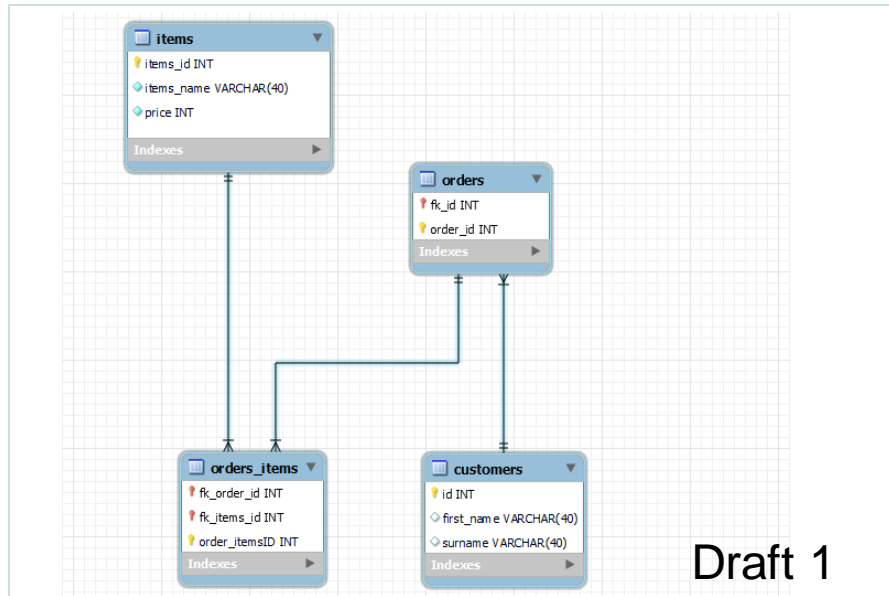 items
items_id INT
items_name VARCHAR(40)
price INT
Indexes
orders
fk_id INT
order_id INT
Indexes
orders_items
fk_order_id INT
fk_items_id INT
order_itemsID INT
Indexes
customers
id INT
first_name VARCHAR(40)
surname VARCHAR(40)
Indexes
Draft 1